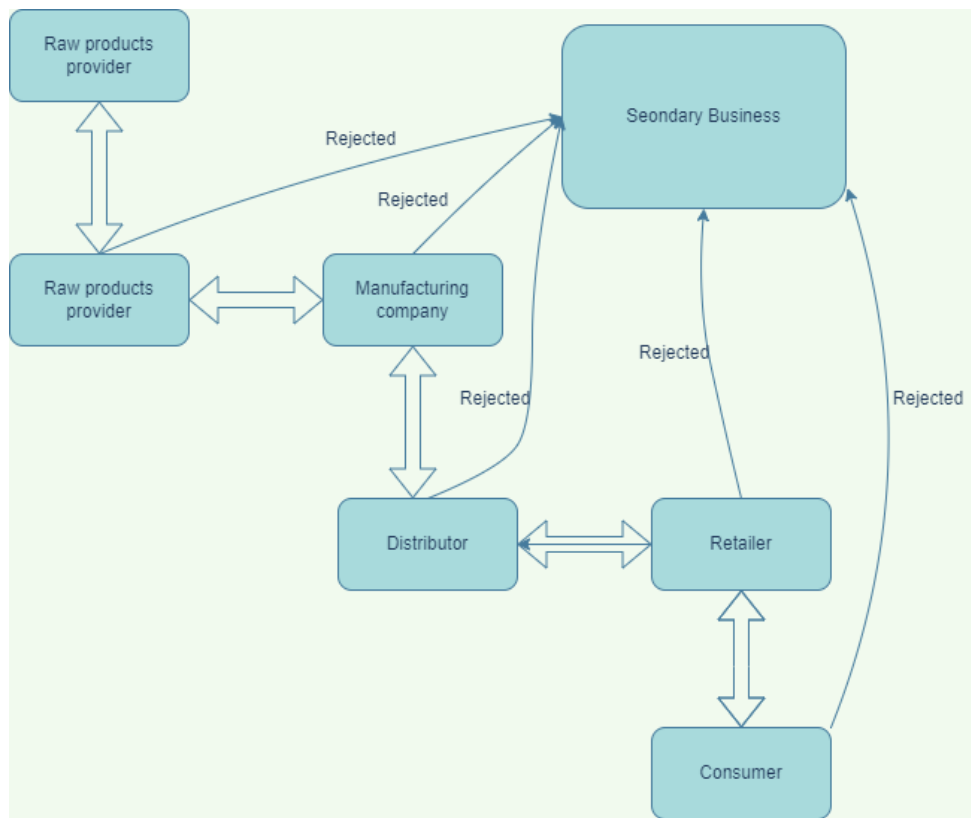 Raw products
provider
Seondary Business
Rejected
Rejected
Raw products
provider
Manufacturing
company
Rejected
Rejected
Rejected
Distributor
Retailer
Consumer